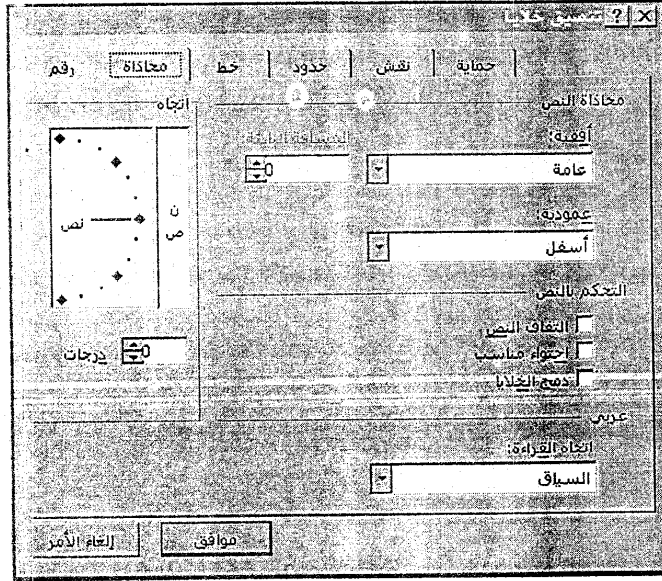 تنسيق خلايا
رقم محاذاة خط حدود نقش حماية
محاذاة النص
أفقية:
المسافة البادئة:
عامة
0
عمودية:
أسفل
التحكم بالنص
التفاف النص
احتواء مناسب
دمج الخلايا
عربي
اتجاه القراءة:
السياق
اتجاه
ن
ص
نص
0 درجات
موافق
إلغاء الأمر